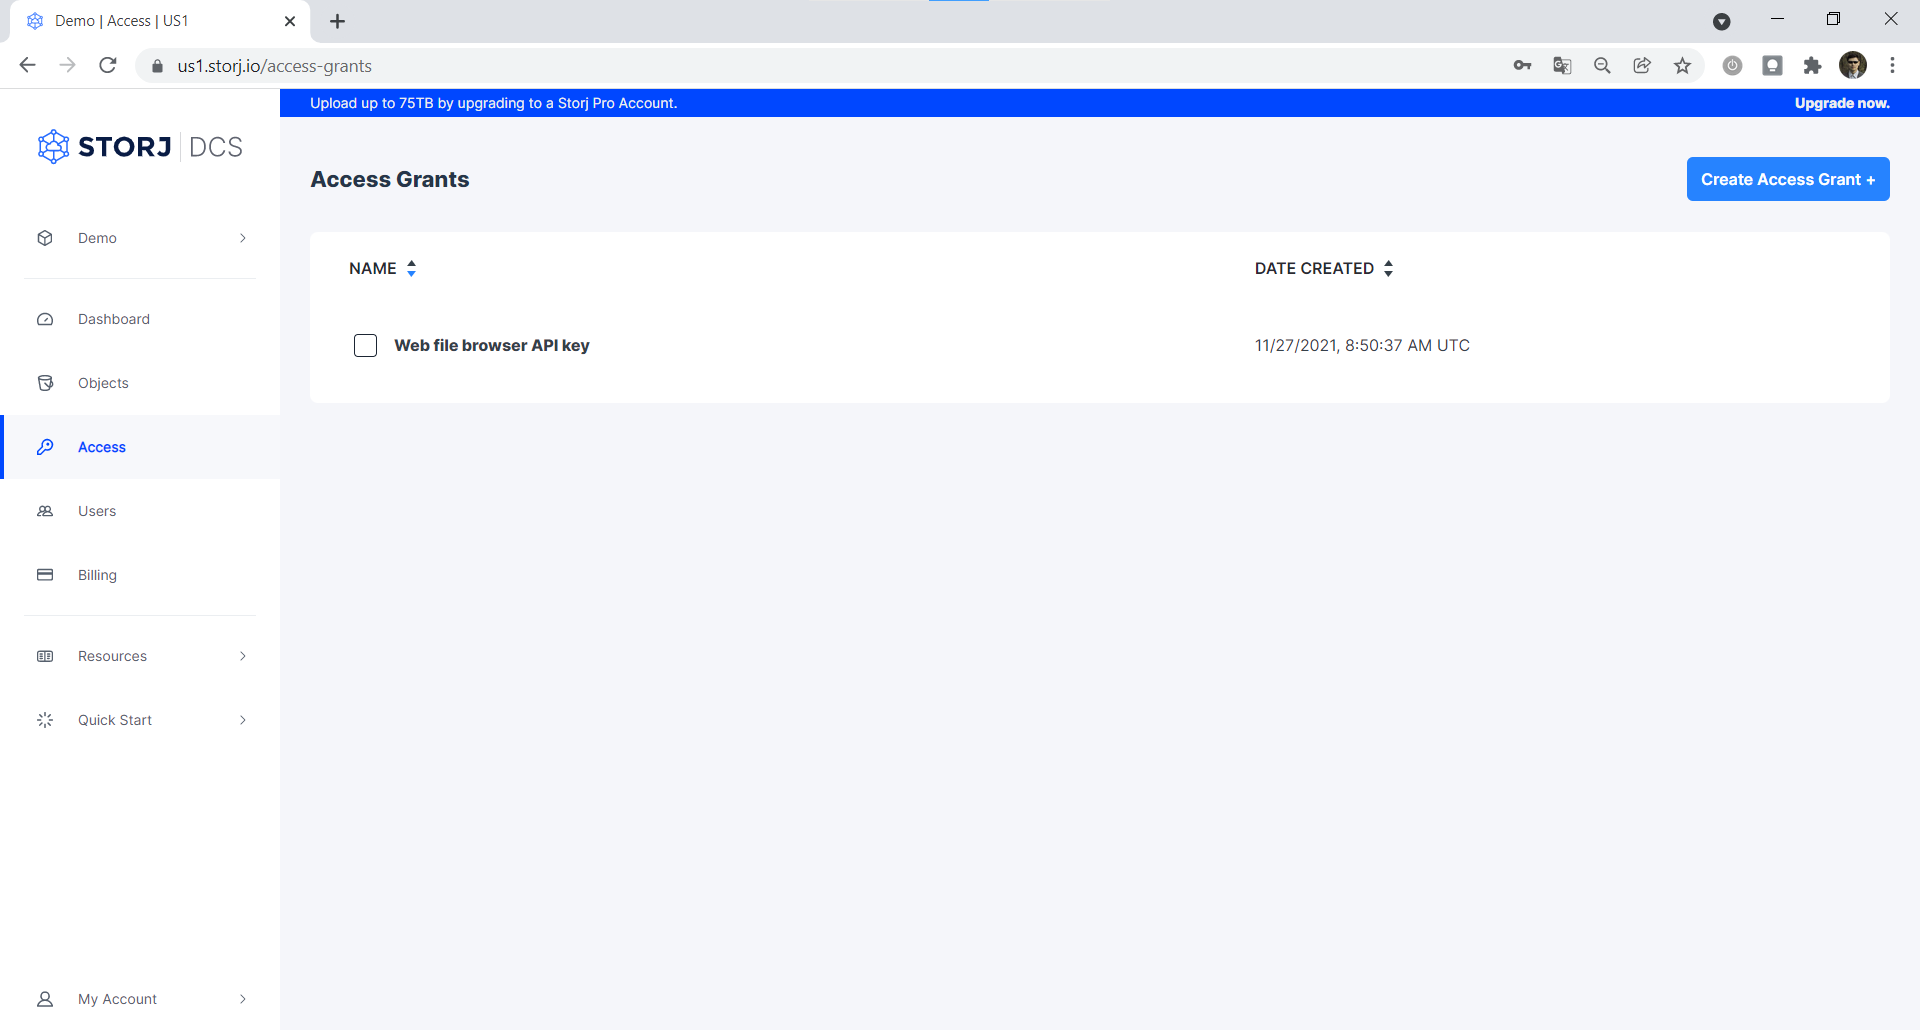 Demo | Access | US1
us1.storj.io/access-grants
Upload up to 75TB by upgrading to a Storj Pro Account.
Upgrade now.
STORJ | DCS
Access Grants
Create Access Grant +
Demo
NAME
DATE CREATED
Dashboard
Web file browser API key
11/27/2021, 8:50:37 AM UTC
Objects
Access
Users
Billing
Resources
Quick Start
My Account